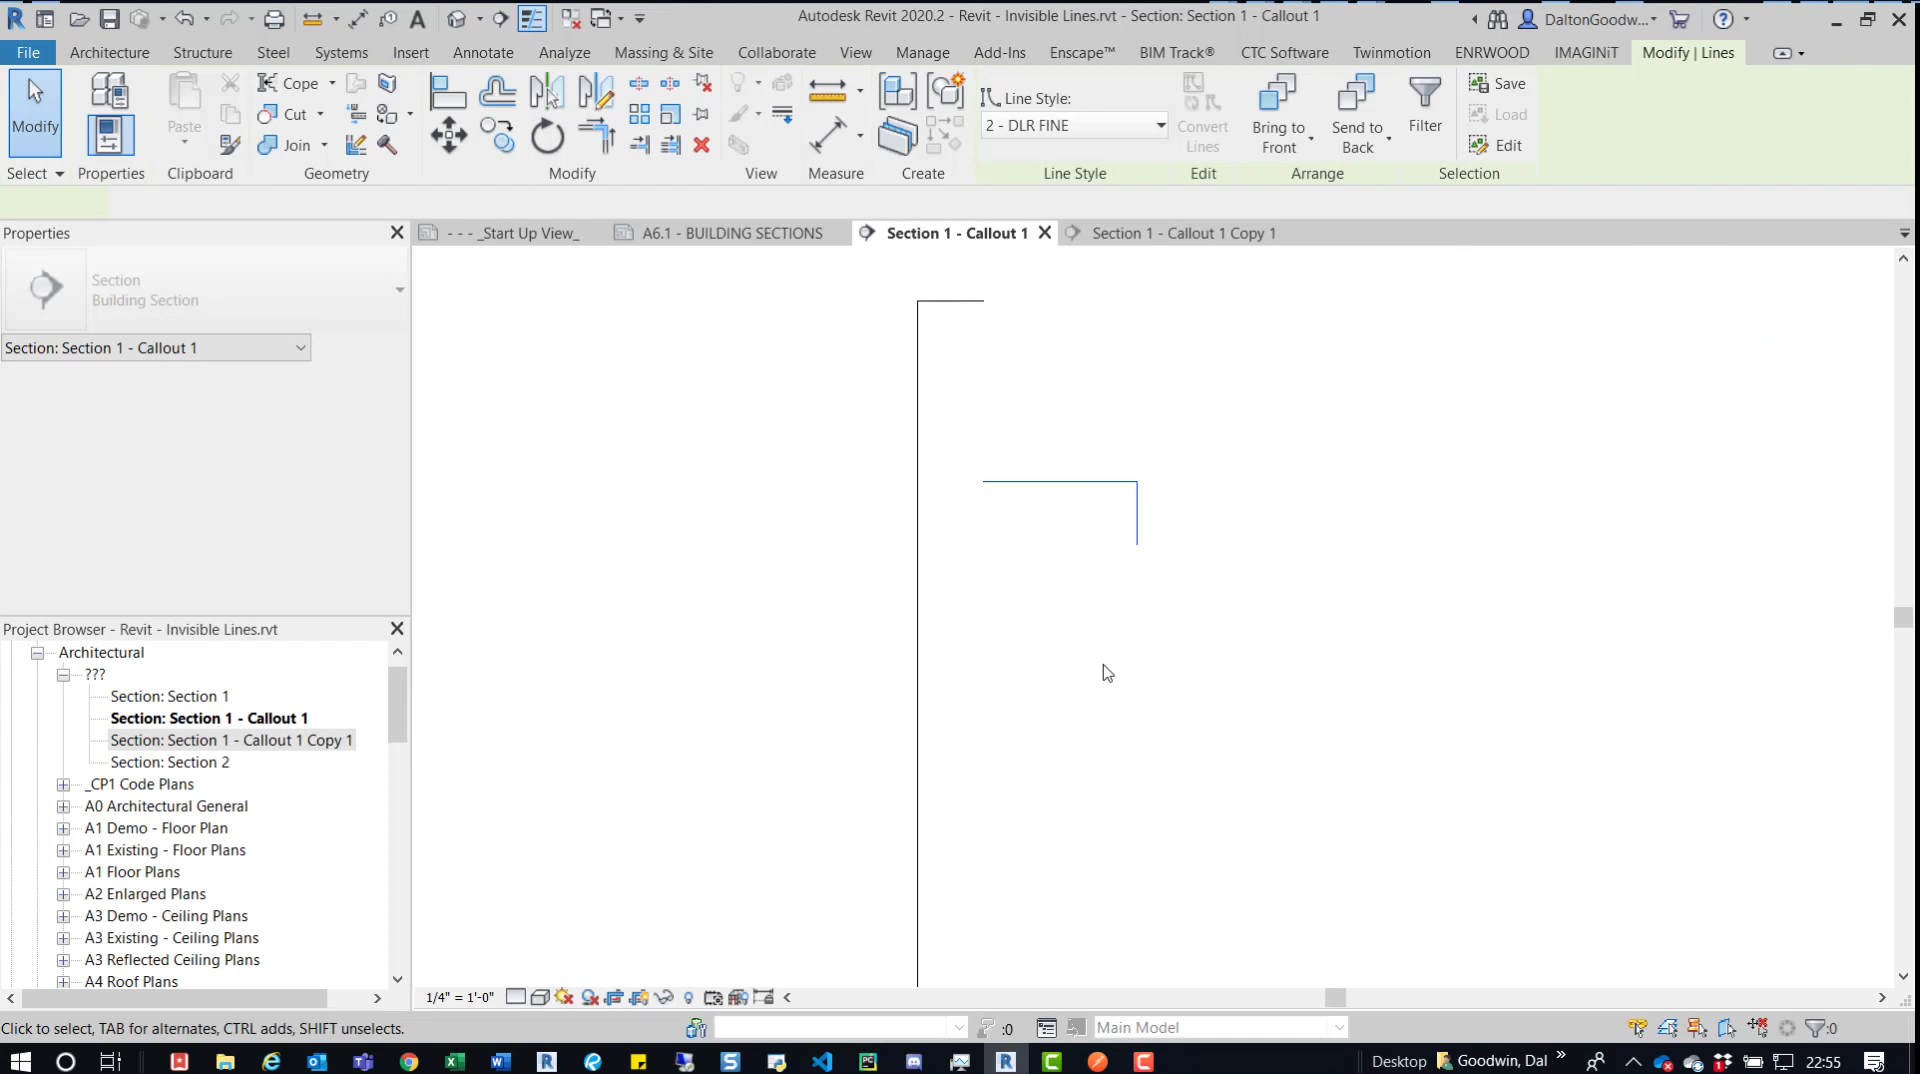 Autodesk Revit 2020.2 - Revit - Invisible Lines.rvt - Section: Section 1 - Callout 1
DaltonGoodw...
File Architecture Structure Steel Systems Insert Annotate Analyze Massing & Site Collaborate View Manage Add-Ins Enscape™ BIM Track® CTC Software Twinmotion ENRWOOD IMAGINiT Modify | Lines
Modify
Paste
Cope
Cut
Join
Line Style:
2 - DLR FINE
Convert Lines
Bring to Front
Send to Back
Filter
Save
Load
Edit
Select Properties Clipboard Geometry Modify View Measure Create Line Style Edit Arrange Selection
Properties
- - - _Start Up View_ A6.1 - BUILDING SECTIONS Section 1 - Callout 1 Section 1 - Callout 1 Copy 1
Section
Building Section
Section: Section 1 - Callout 1
Project Browser - Revit - Invisible Lines.rvt
Architectural
???
Section: Section 1
Section: Section 1 - Callout 1
Section: Section 1 - Callout 1 Copy 1
Section: Section 2
_CP1 Code Plans
A0 Architectural General
A1 Demo - Floor Plan
A1 Existing - Floor Plans
A1 Floor Plans
A2 Enlarged Plans
A3 Demo - Ceiling Plans
A3 Existing - Ceiling Plans
A3 Reflected Ceiling Plans
A4 Roof Plans
1/4" = 1'-0"
Click to select, TAB for alternates, CTRL adds, SHIFT unselects.
:0
Main Model
:0
Desktop
Goodwin, Dal
22:55